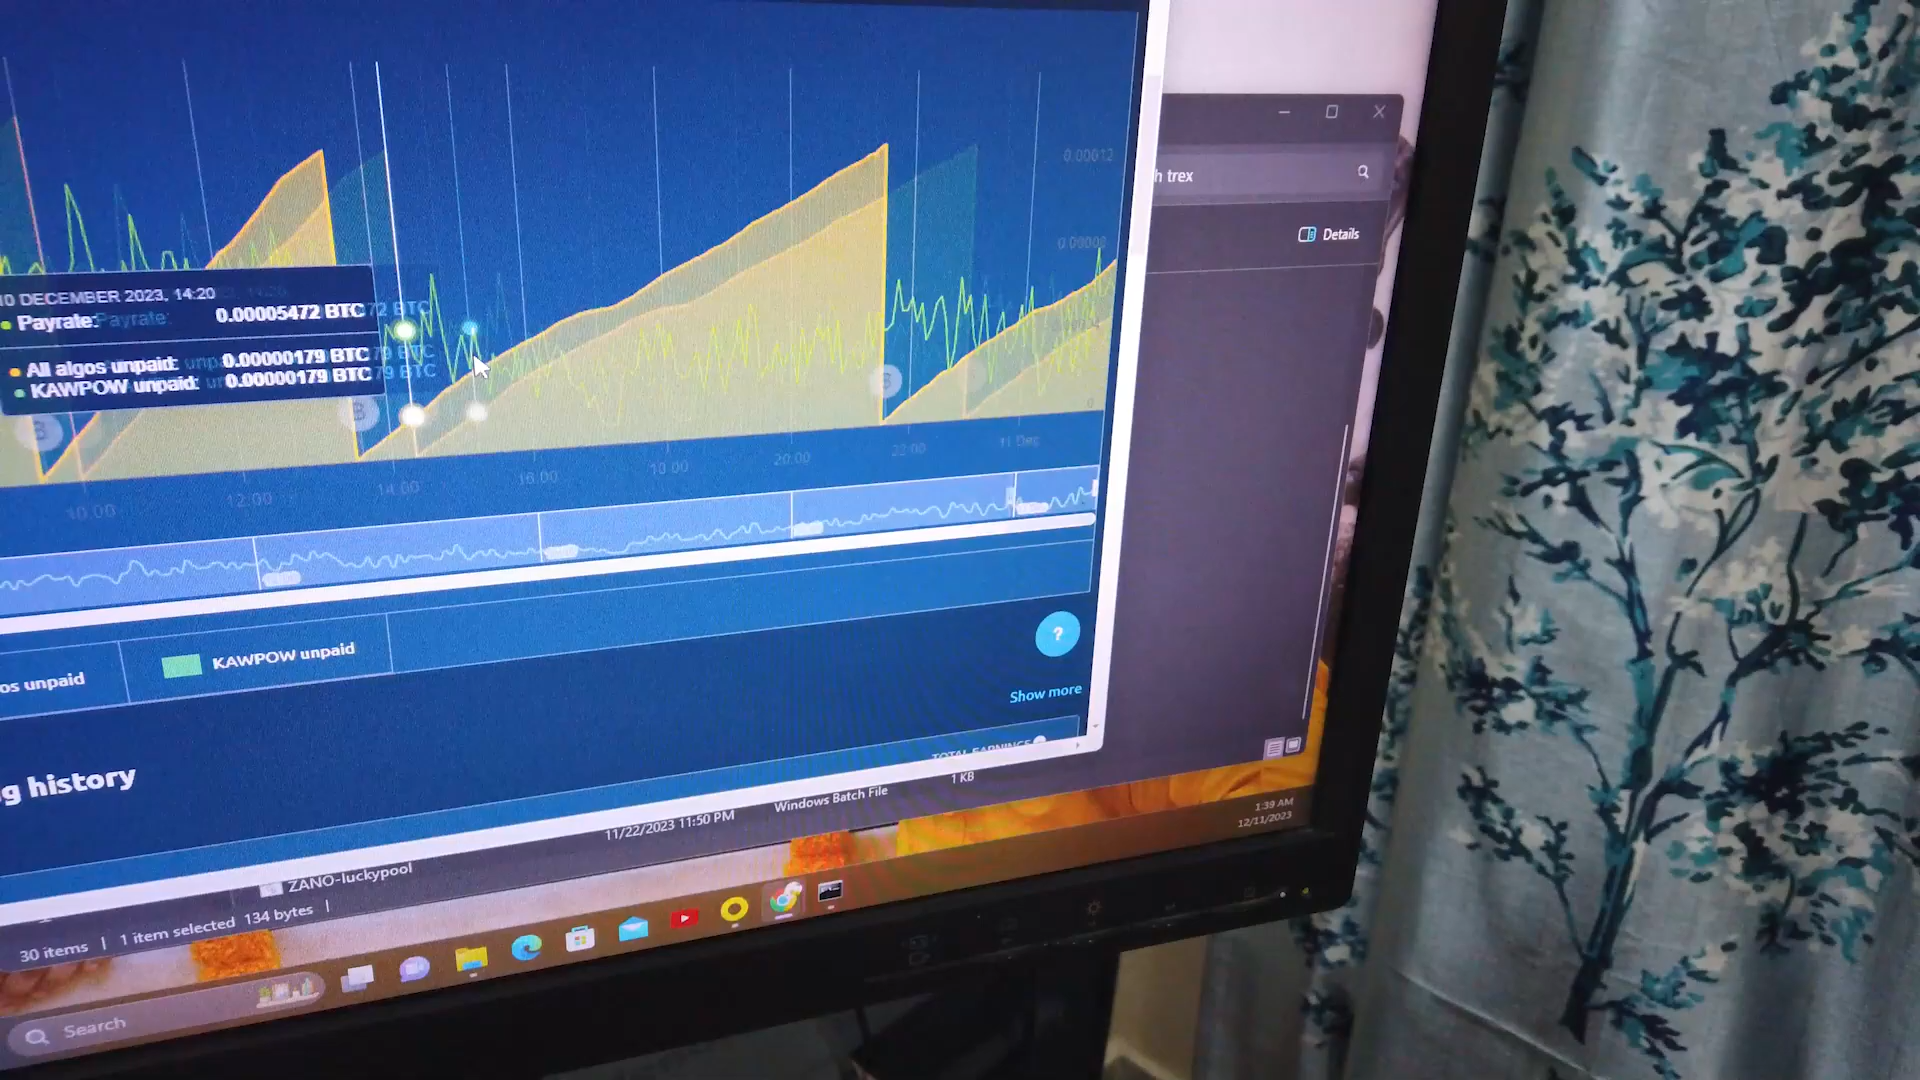 0.00012
h trex
0.00008
Details
10 DECEMBER 2023, 14:20
Payrate: 0.00005472 BTC
All algos unpaid: 0.00000179 BTC
KAWPOW unpaid: 0.00000179 BTC
0
10:00 12:00 14:00 16:00 18:00 20:00 22:00 11 Dec
os unpaid
KAWPOW unpaid
?
Show more
TOTAL EARNINGS
g history
11/22/2023 11:50 PM
Windows Batch File
1 KB
ZANO-luckypool
30 items | 1 item selected 134 bytes |
1:39 AM
12/11/2023
Search